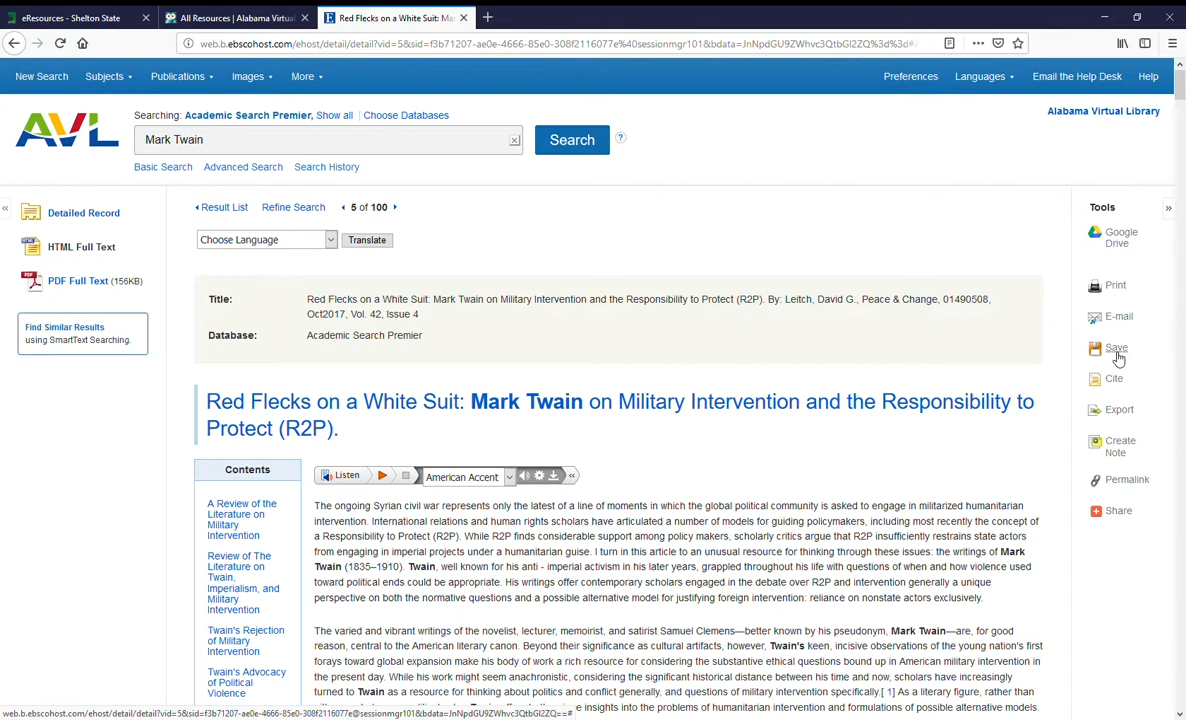 eResources - Shelton State
All Resources | Alabama Virtual
Red Flecks on a White Suit: Ma
web.b.ebscohost.com/ehost/detail/detail?vid=5&sid=f3b71207-ae0e-4666-85e0-308f2116077e%40sessionmgr101&bdata=JnNpdGU9ZWhvc3QtbGl2ZQ%3d%3d#
New Search Subjects Publications Images More Preferences Languages Email the Help Desk Help
AVL
Searching: Academic Search Premier, Show all Choose Databases
Alabama Virtual Library
Mark Twain
Search
?
Basic Search Advanced Search Search History
Result List Refine Search 5 of 100
Tools
Detailed Record
HTML Full Text
PDF Full Text (156KB)
Find Similar Results
using SmartText Searching.
Choose Language
Translate
Title: Red Flecks on a White Suit: Mark Twain on Military Intervention and the Responsibility to Protect (R2P). By: Leitch, David G., Peace & Change, 01490508,
Oct2017, Vol. 42, Issue 4
Database: Academic Search Premier
Red Flecks on a White Suit: Mark Twain on Military Intervention and the Responsibility to
Protect (R2P).
Contents
A Review of the
Literature on
Military
Intervention
Review of The
Literature on
Twain,
Imperialism, and
Military
Intervention
Twain's Rejection
of Military
Intervention
Twain's Advocacy
of Political
Violence
Listen
American Accent
The ongoing Syrian civil war represents only the latest of a line of moments in which the global political community is asked to engage in militarized humanitarian
intervention. International relations and human rights scholars have articulated a number of models for guiding policymakers, including most recently the concept of
a Responsibility to Protect (R2P). While R2P finds considerable support among policy makers, scholarly critics argue that R2P insufficiently restrains state actors
from engaging in imperial projects under a humanitarian guise. I turn in this article to an unusual resource for thinking through these issues: the writings of Mark
Twain (1835–1910). Twain, well known for his anti - imperial activism in his later years, grappled throughout his life with questions of when and how violence used
toward political ends could be appropriate. His writings offer contemporary scholars engaged in the debate over R2P and intervention generally a unique
perspective on both the normative questions and a possible alternative model for justifying foreign intervention: reliance on nonstate actors exclusively.
The varied and vibrant writings of the novelist, lecturer, memoirist, and satirist Samuel Clemens—better known by his pseudonym, Mark Twain—are, for good
reason, central to the American literary canon. Beyond their significance as cultural artifacts, however, Twain's keen, incisive observations of the young nation's first
forays toward global expansion make his body of work a rich resource for considering the substantive ethical questions bound up in American military intervention in
the present day. While his work might seem anachronistic, considering the significant historical distance between his time and now, scholars have increasingly
turned to Twain as a resource for thinking about politics and conflict generally, and questions of military intervention specifically.[ 1] As a literary figure, rather than
e insights into the problems of humanitarian intervention and formulations of possible alternative models.
Google
Drive
Print
E-mail
Save
Cite
Export
Create
Note
Permalink
Share
web.b.ebscohost.com/ehost/detail/detail?vid=5&sid=f3b71207-ae0e-4666-85e0-308f2116077e@sessionmgr101&bdata=JnNpdGU9ZWhvc3QtbGl2ZQ==#